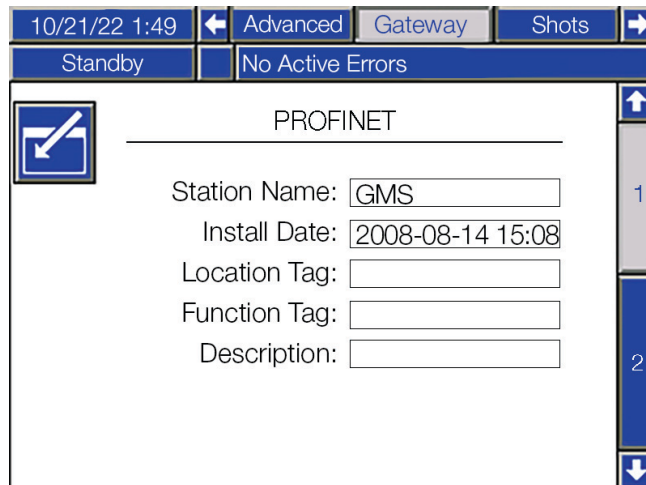 10/21/22 1:49 Advanced Gateway Shots
Standby No Active Errors
PROFINET
Station Name: GMS
Install Date: 2008-08-14 15:08
Location Tag:
Function Tag:
Description:
1
2